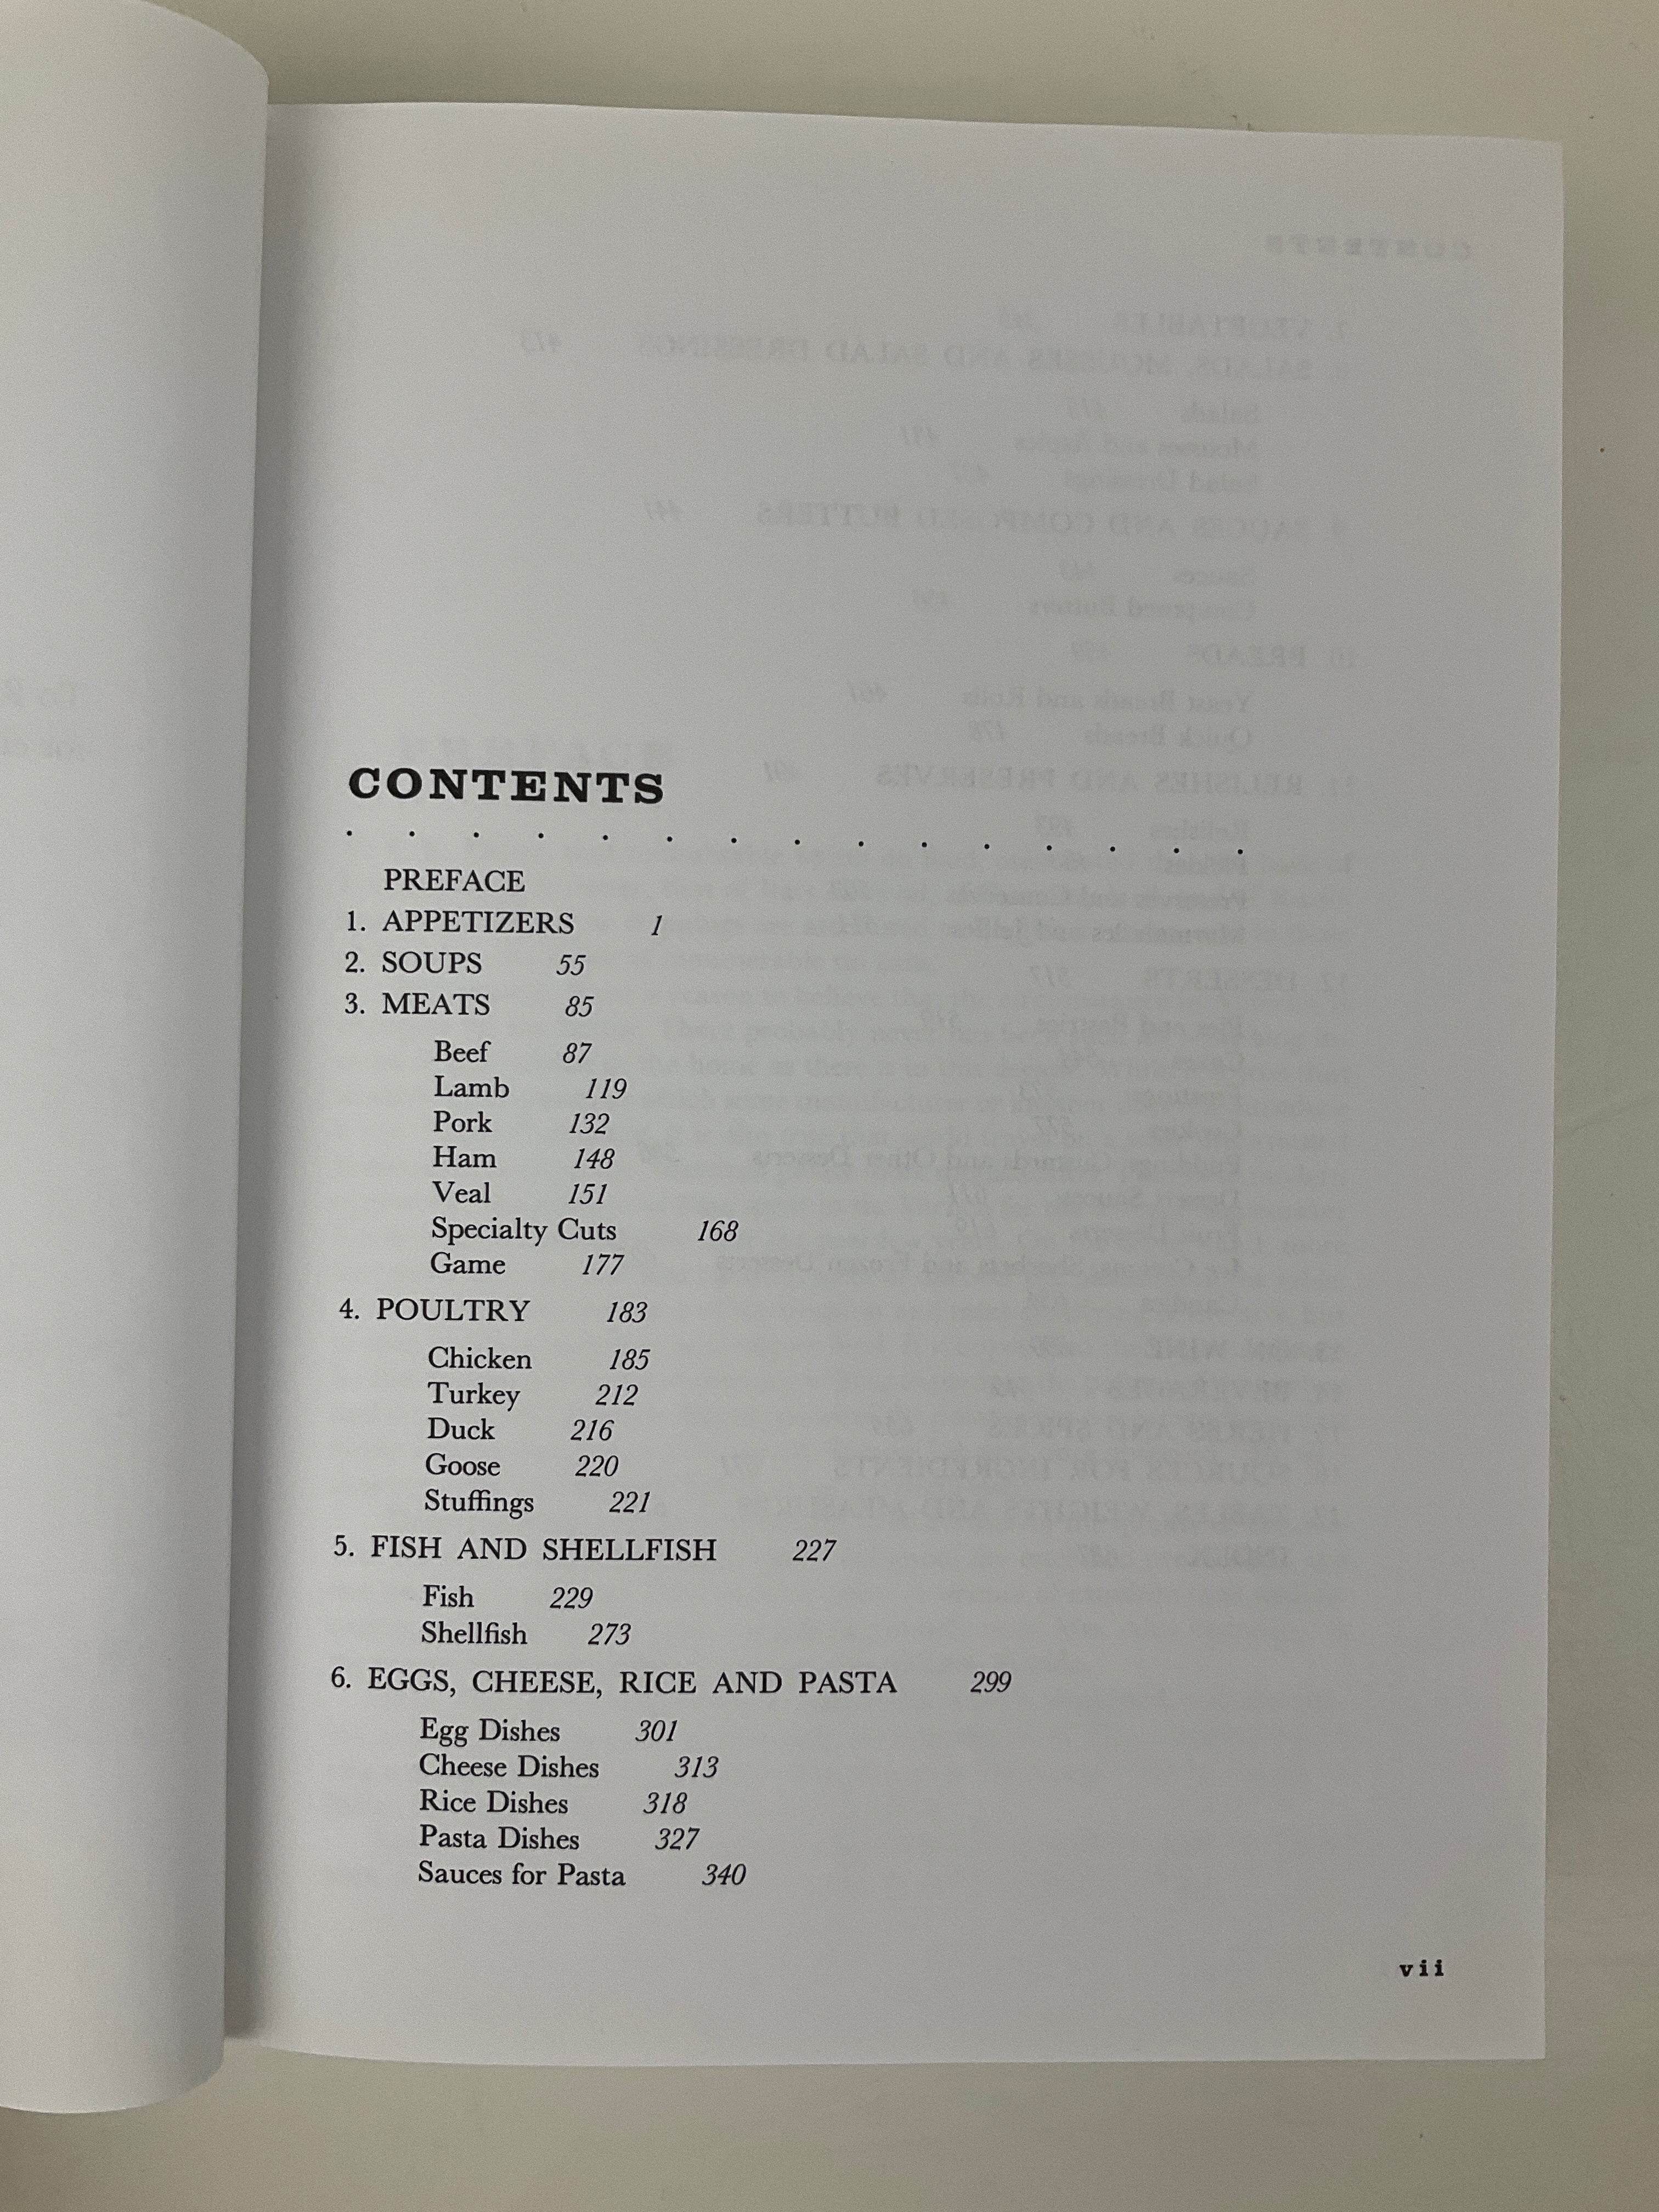 CONTENTS
. . . . . . . . . . . . . . .
PREFACE
1. APPETIZERS 1
2. SOUPS 55
3. MEATS 85
Beef 87
Lamb 119
Pork 132
Ham 148
Veal 151
Specialty Cuts 168
Game 177
4. POULTRY 183
Chicken 185
Turkey 212
Duck 216
Goose 220
Stuffings 221
5. FISH AND SHELLFISH 227
Fish 229
Shellfish 273
6. EGGS, CHEESE, RICE AND PASTA 299
Egg Dishes 301
Cheese Dishes 313
Rice Dishes 318
Pasta Dishes 327
Sauces for Pasta 340
vii